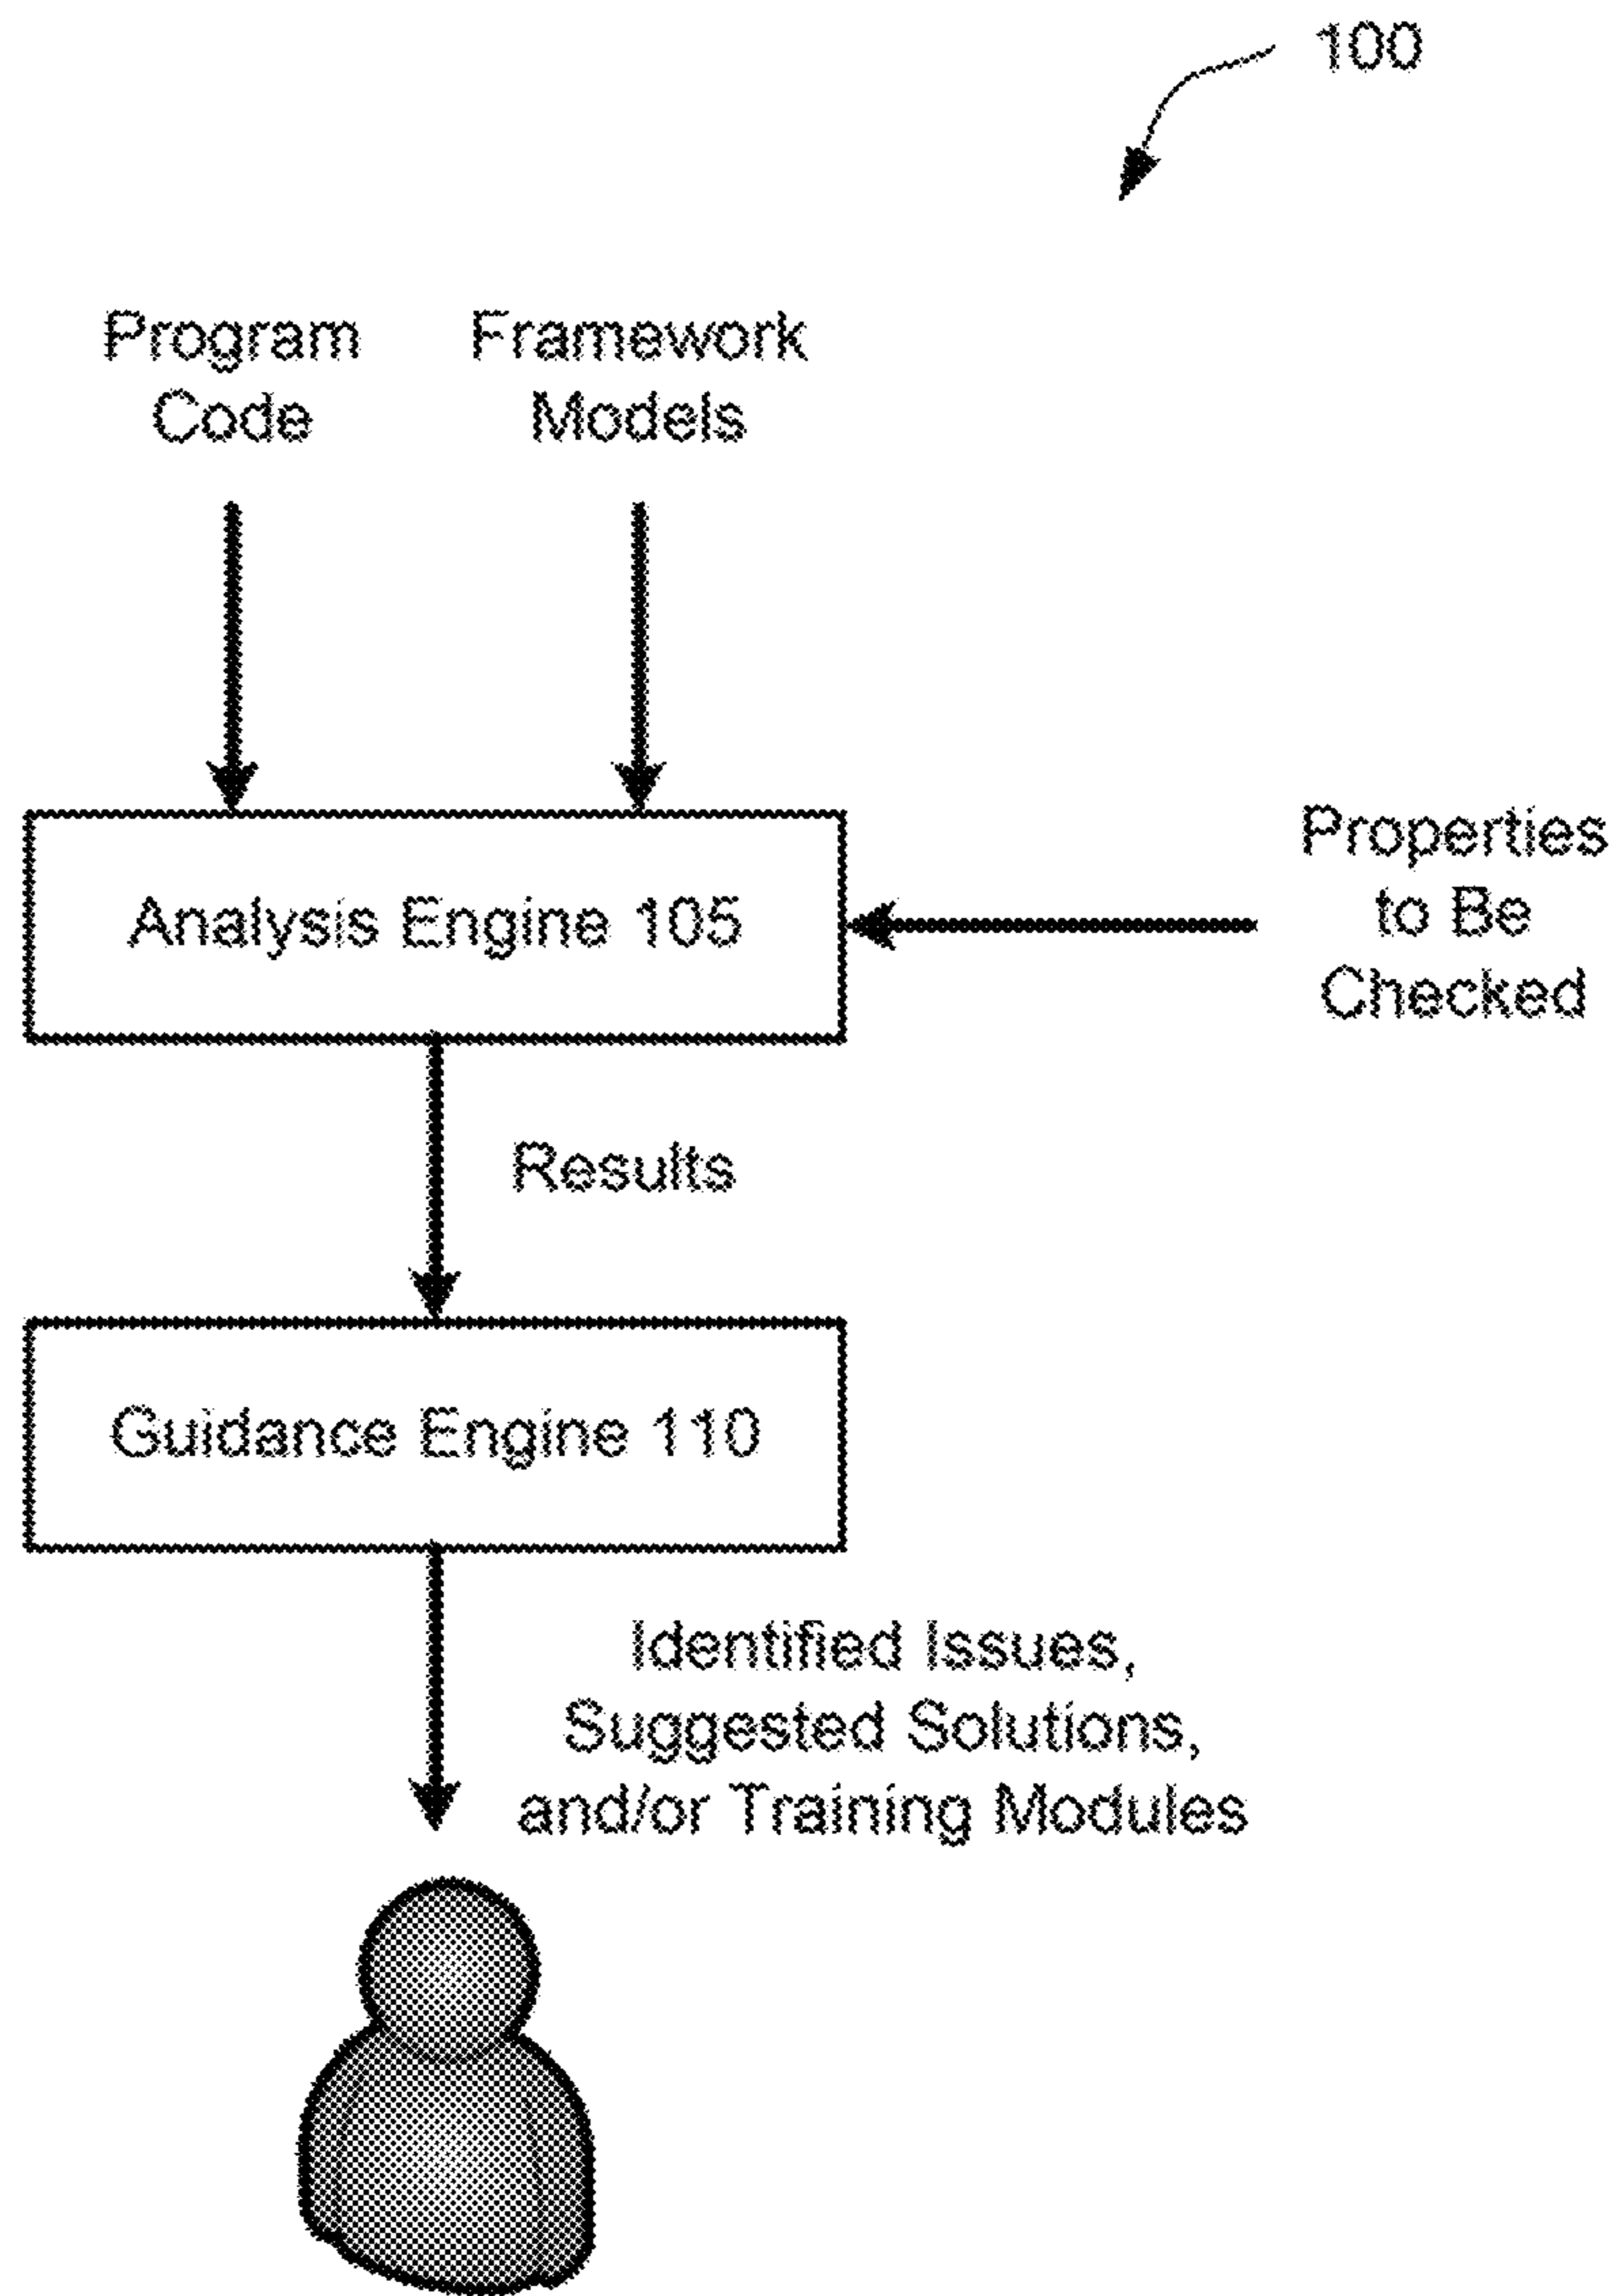 100
Program
Code
Framework
Models
Properties
to Be
Checked
Analysis Engine 105
Results
Guidance Engine 110
Identified Issues,
Suggested Solutions,
and/or Training Modules